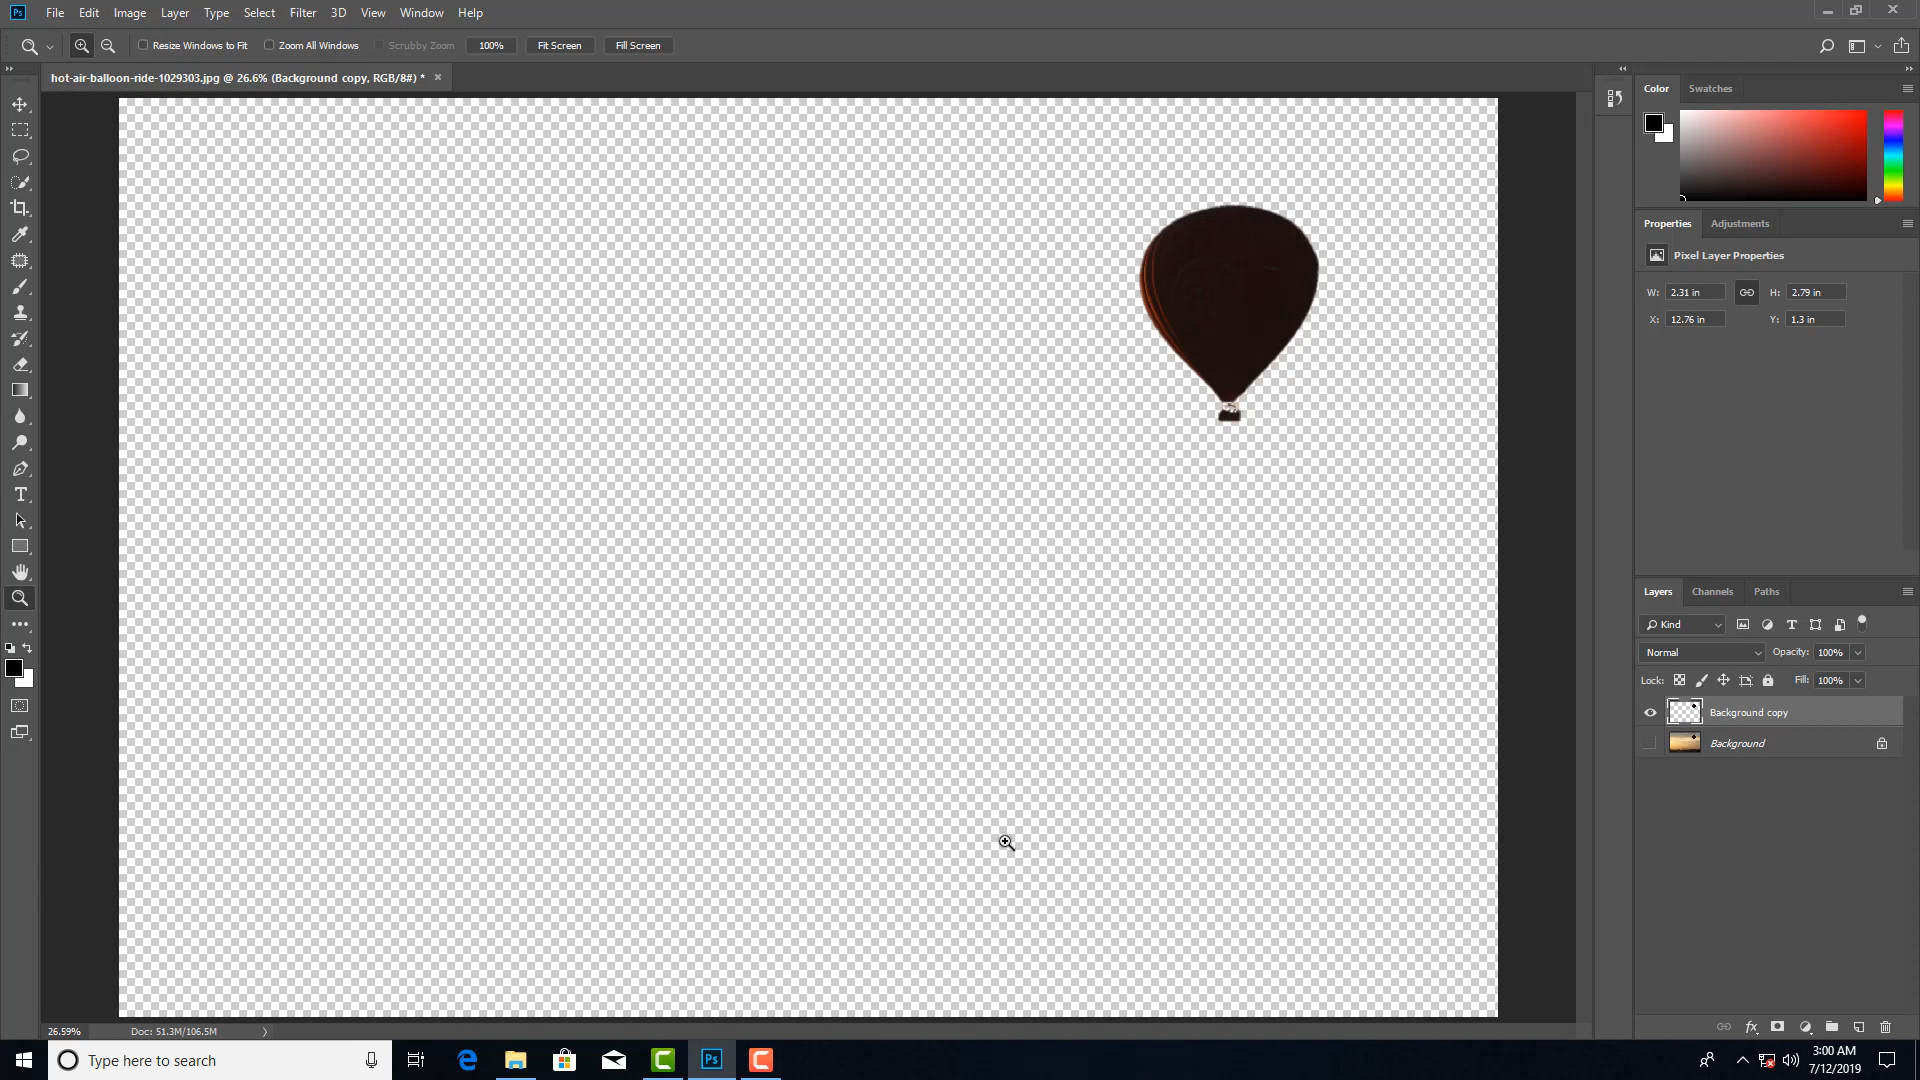 Ps File Edit Image Layer Type Select Filter 3D View Window Help
Resize Windows to Fit Zoom All Windows Scrubby Zoom 100% Fit Screen Fill Screen
hot-air-balloon-ride-1029303.jpg @ 26.6% (Background copy, RGB/8#) * ×
Color Swatches
Properties Adjustments
Pixel Layer Properties
W: 2.31 in H: 2.79 in
X: 12.76 in Y: 1.3 in
Layers Channels Paths
Kind
Normal Opacity: 100%
Lock: Fill: 100%
Background copy
Background
26.59% Doc: 51.3M/106.5M
Type here to search
Ps
3:00 AM
7/12/2019